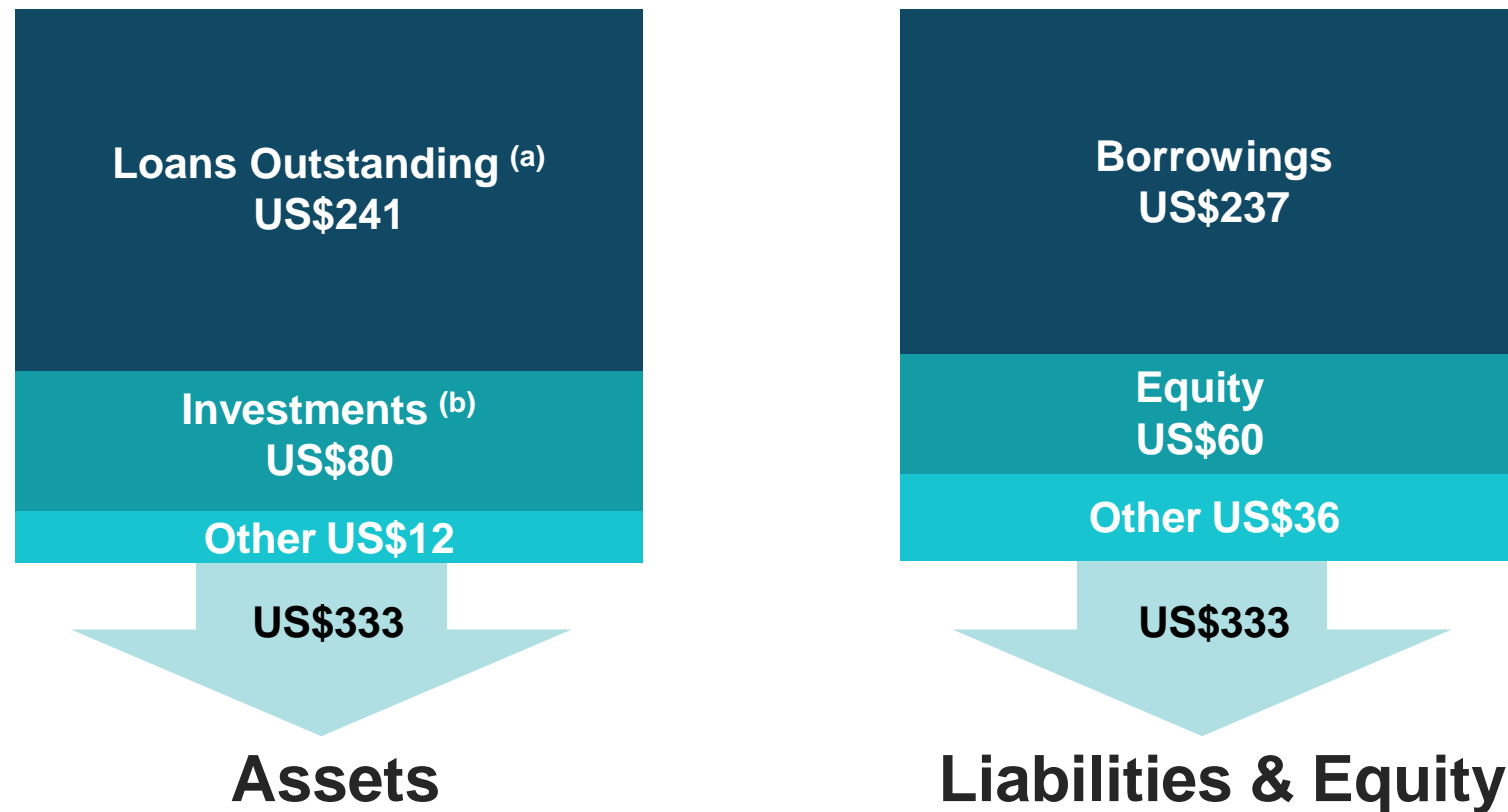 Loans Outstanding (a)
US$241
Investments (b)
US$80
Other US$12
US$333
Assets
Borrowings
US$237
Equity
US$60
Other US$36
US$333
Liabilities & Equity